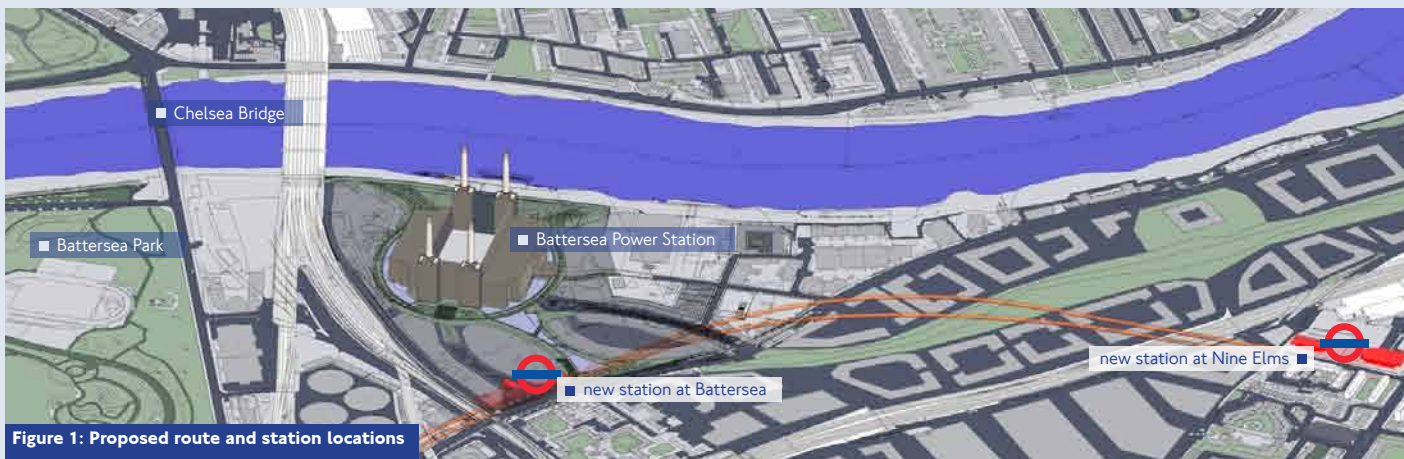 Chelsea Bridge
Battersea Park
Battersea Power Station
new station at Nine Elms
new station at Battersea
Figure 1: Proposed route and station locations